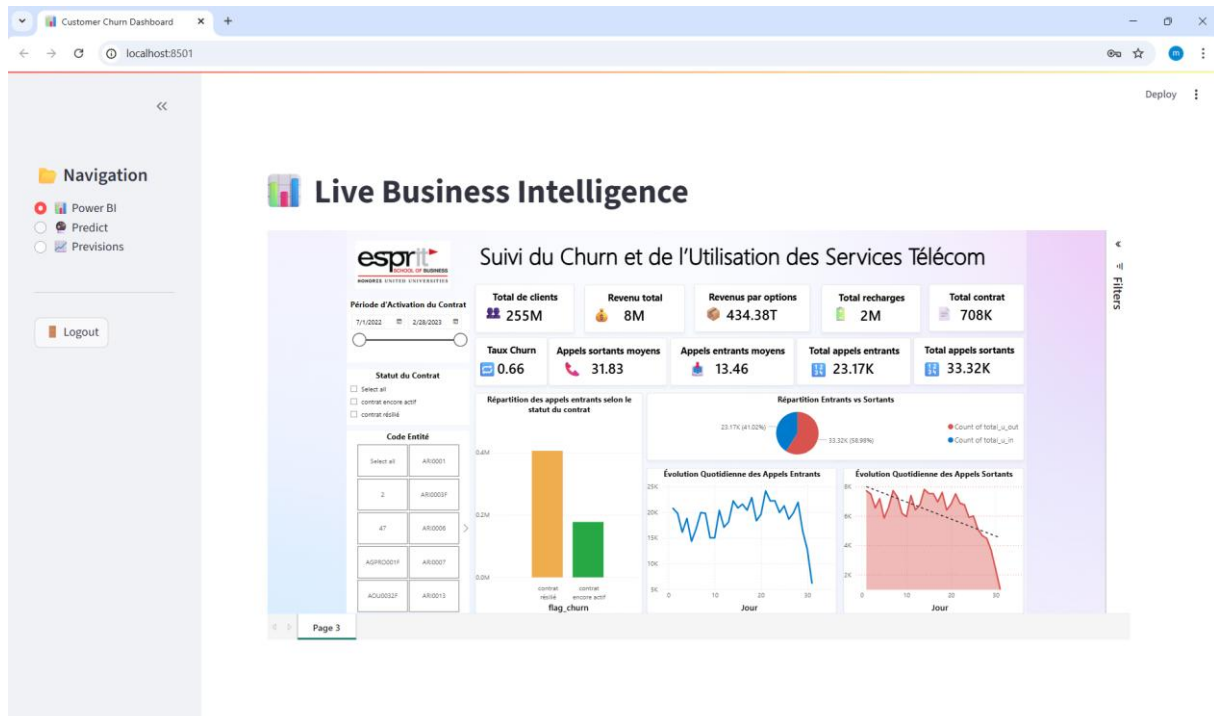 Customer Churn Dashboard
localhost:8501
m
Deploy
Navigation
Power BI
Predict
Previsions
Logout
Live Business Intelligence
esprit
SCHOOL OF BUSINESS
HONORIS UNITED UNIVERSITIES
Suivi du Churn et de l'Utilisation des Services Télécom
Filters
Période d'Activation du Contrat
7/1/2022 2/28/2023
Total de clients
255M
Revenu total
8M
Revenus par options
434.38T
Total recharges
2M
Total contrat
708K
Taux Churn
0.66
Appels sortants moyens
31.83
Appels entrants moyens
13.46
Total appels entrants
23.17K
Total appels sortants
33.32K
Statut du Contrat
Select all
contrat encore actif
contrat résilié
Code Entité
Select all ARI0001
2 ARI0003F
47 ARI0006
AGPRO001F ARI0007
AOUI0032F ARI0013
Répartition des appels entrants selon le
statut du contrat
0.4M
0.2M
0.0M
contrat
résilié
contrat
encore actif
flag_churn
Répartition Entrants vs Sortants
23.17K (41.02%)
33.32K (58.98%)
Count of total_u_out
Count of total_u_in
Évolution Quotidienne des Appels Entrants
25K
20K
15K
10K
5K
0 10 20 30
Jour
Évolution Quotidienne des Appels Sortants
8K
6K
4K
2K
0 10 20 30
Jour
Page 3